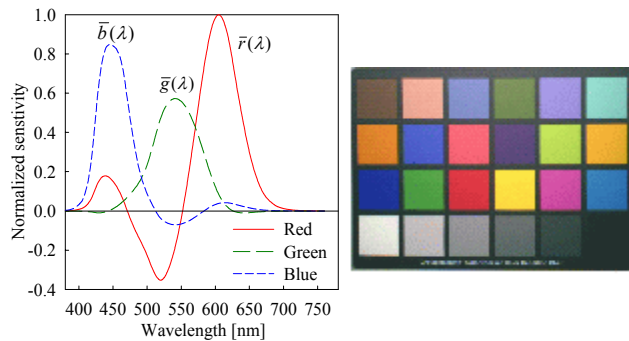 b̄(λ)
ḡ(λ)
r̄(λ)
Normalized senstivity
1.0
0.8
0.6
0.4
0.2
0.0
-0.2
-0.4
Red
Green
Blue
400 450 500 550 600 650 700 750
Wavelength [nm]